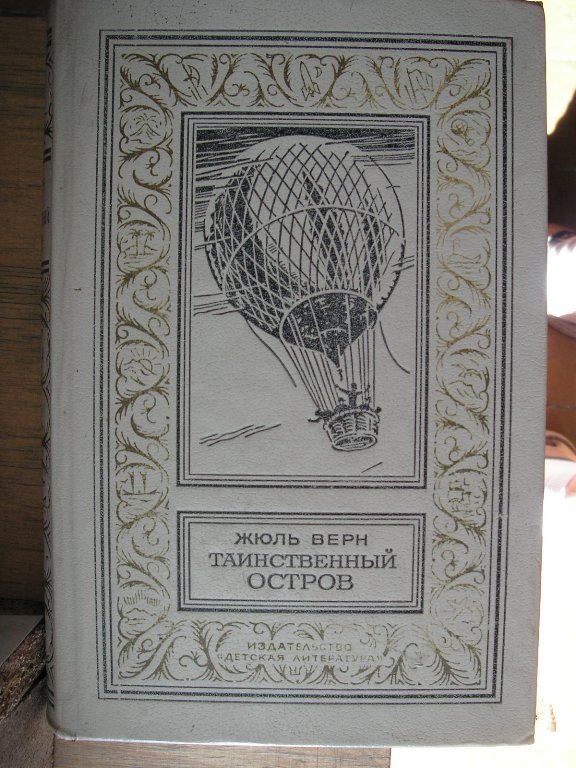 ЖЮЛЬ ВЕРН
ТАИНСТВЕННЫЙ
ОСТРОВ
ИЗДАТЕЛЬСТВО
«ДЕТСКАЯ ЛИТЕРАТУРА»